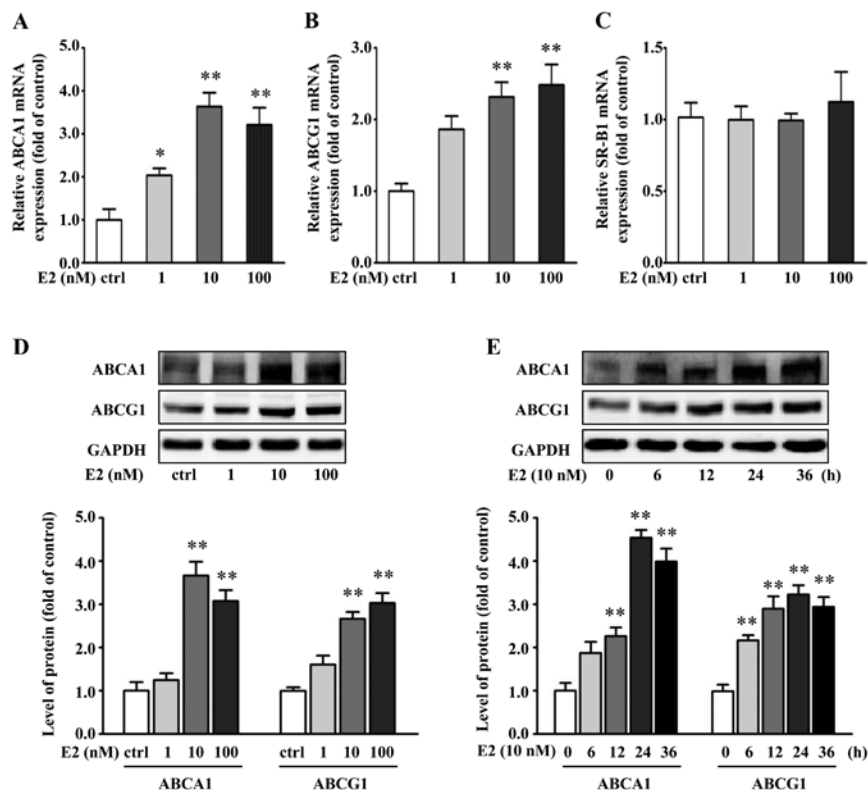 A
Relative ABCA1 mRNA
expression (fold of control)
5.0
4.0
3.0
2.0
1.0
0.0
*
**
**
E2 (nM) ctrl 1 10 100
B
Relative ABCG1 mRNA
expression (fold of control)
3.0
2.0
1.0
0.0
**
**
E2 (nM) ctrl 1 10 100
C
Relative SR-B1 mRNA
expression (fold of control)
1.5
1.0
0.5
0.0
E2 (nM) ctrl 1 10 100
D
ABCA1
ABCG1
GAPDH
E2 (nM) ctrl 1 10 100
Level of protein (fold of control)
5.0
4.0
3.0
2.0
1.0
0.0
**
**
**
**
E2 (nM) ctrl 1 10 100 ctrl 1 10 100
ABCA1 ABCG1
E
ABCA1
ABCG1
GAPDH
E2 (10 nM) 0 6 12 24 36 (h)
Level of protein (fold of control)
5.0
4.0
3.0
2.0
1.0
0.0
**
**
**
**
**
**
**
E2 (10 nM) 0 6 12 24 36 0 6 12 24 36 (h)
ABCA1 ABCG1